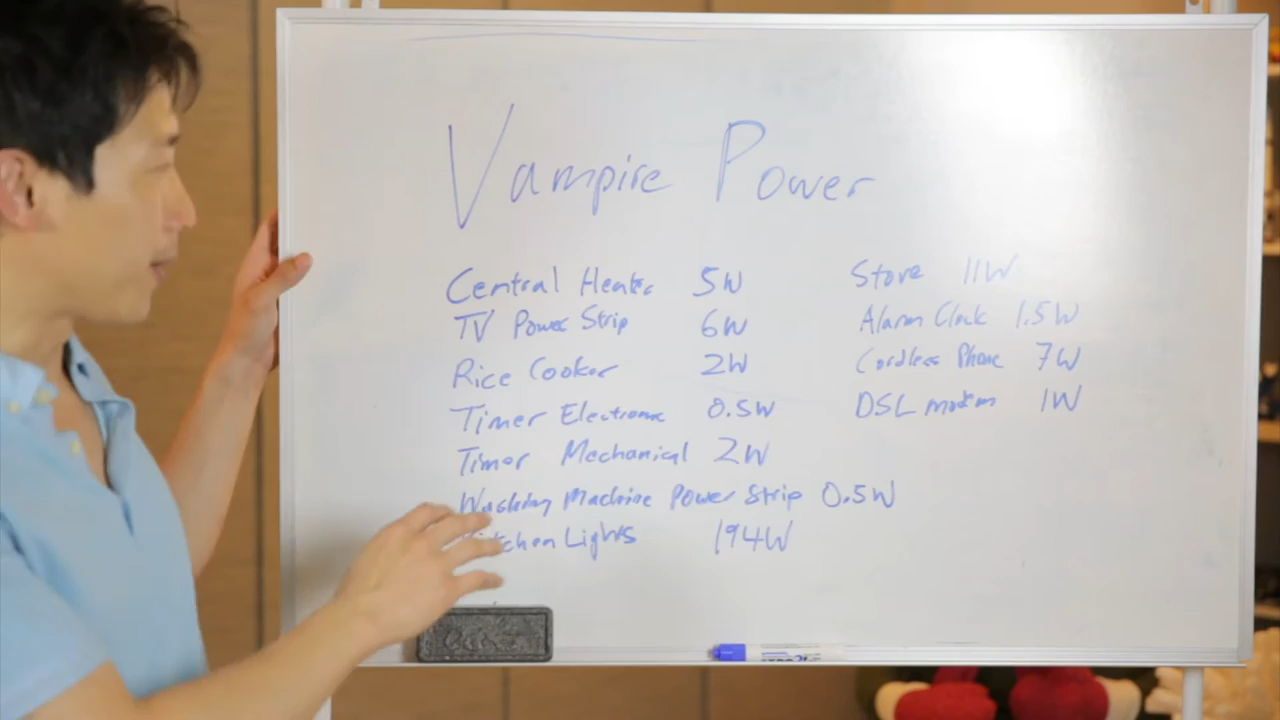 Vampire Power
Central Heater 5W
TV Power Strip 6W
Rice Cooker 2W
Timer Electronic 0.5W
Timer Mechanical 2W
Washing Machine Power Strip 0.5W
Kitchen Lights 194W
Stove 11W
Alarm Clock 1.5W
Cordless Phone 7W
DSL modem 1W